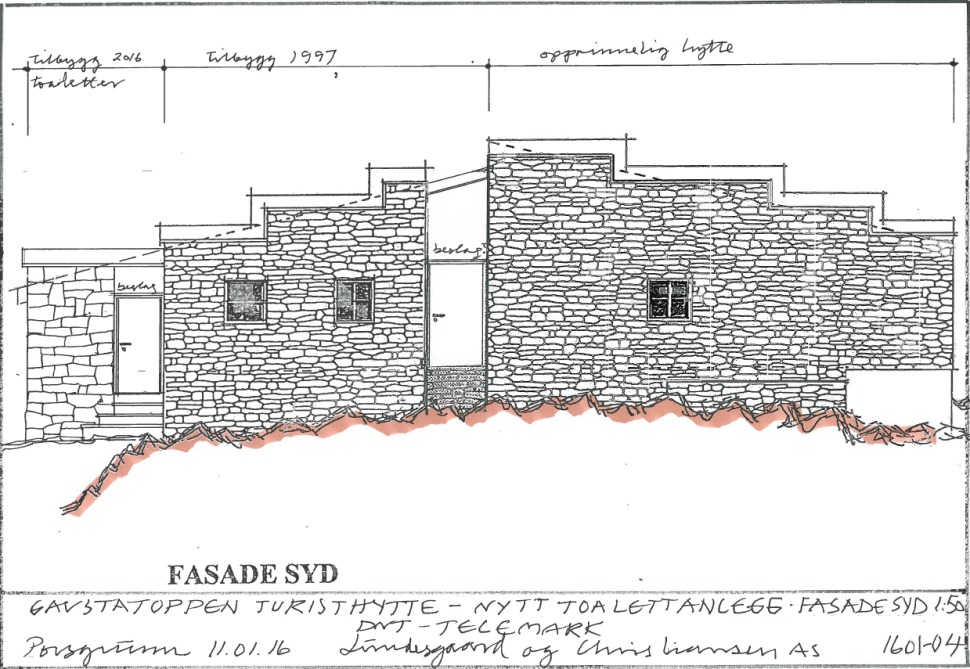 tilbygg 2016
tilbygg 1997
opprinnelig hytte
toaletter
beslag
beslag
FASADE SYD
GAUSTATOPPEN TURISTHYTTE - NYTT TOALETTANLEGG · FASADE SYD 1:50
DNT - TELEMARK
Porsgrunn 11.01.16 Lindesgaard og Christiansen AS 1601-04